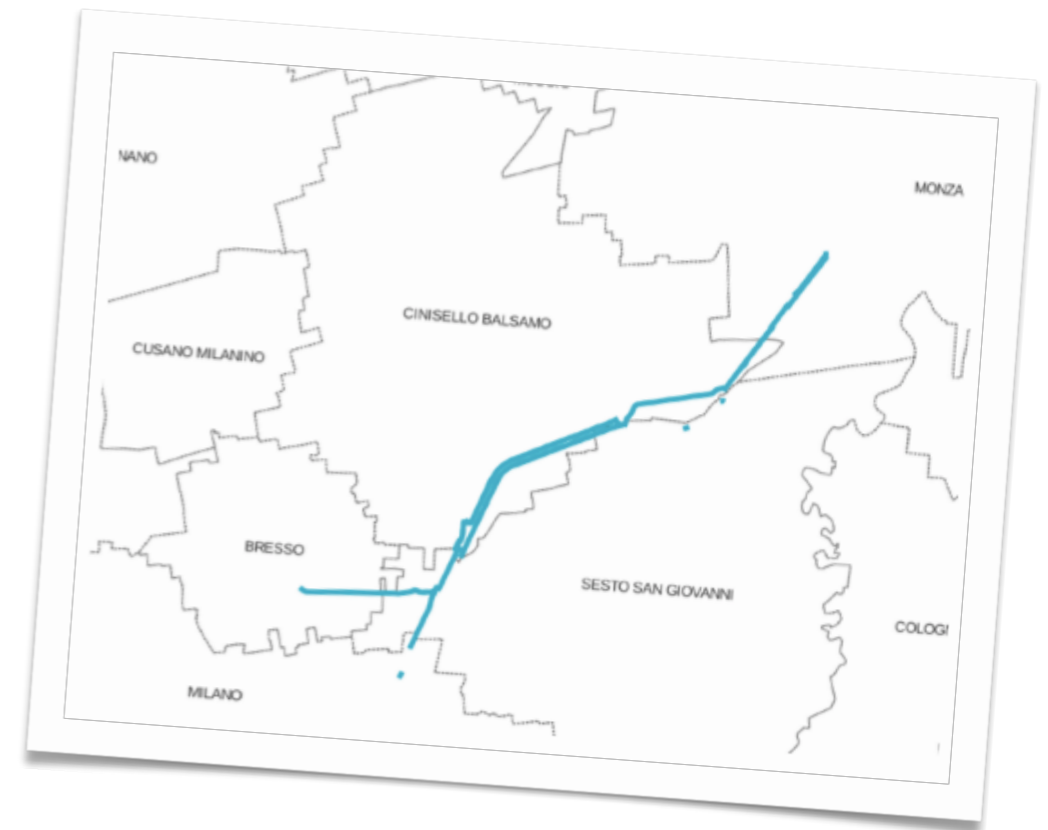 NANO
MONZA
CINISELLO BALSAMO
CUSANO MILANINO
BRESSO
SESTO SAN GIOVANNI
COLOGI
MILANO